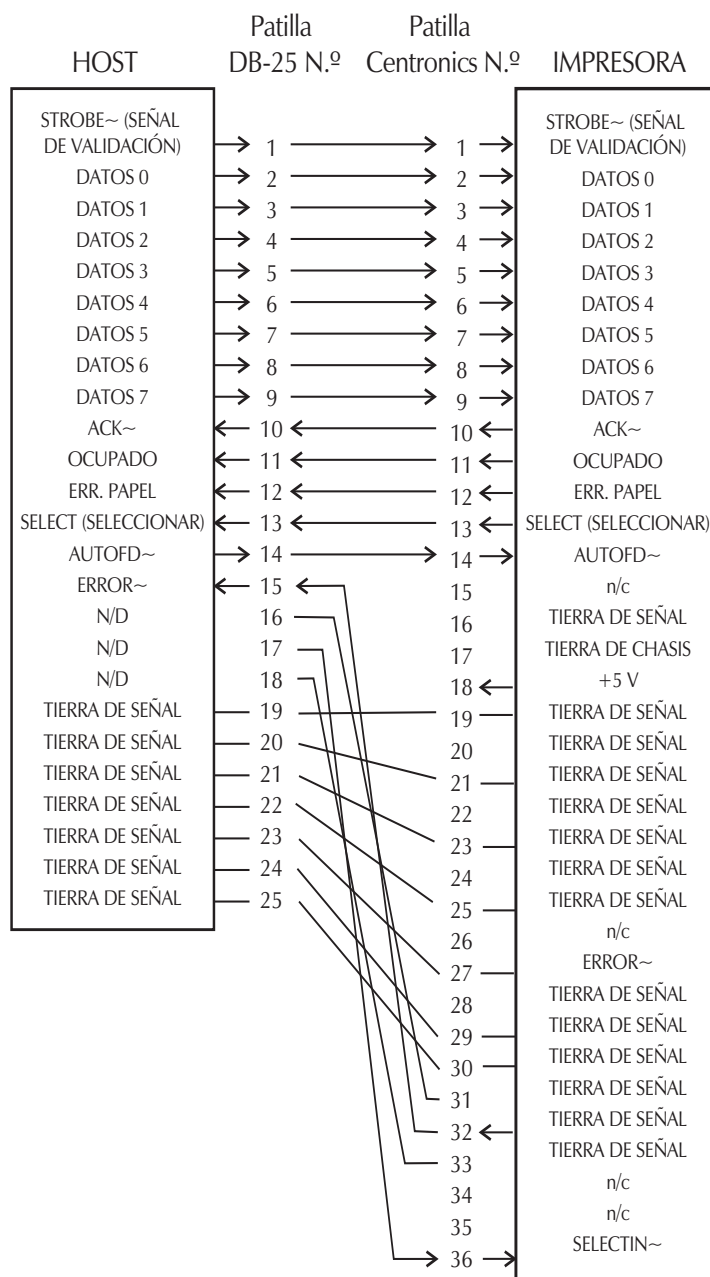 Patilla Patilla
HOST DB-25 N.º Centronics N.º IMPRESORA
STROBE~ (SEÑAL STROBE~ (SEÑAL
DE VALIDACIÓN) 1 1 DE VALIDACIÓN)
DATOS 0 2 2 DATOS 0
DATOS 1 3 3 DATOS 1
DATOS 2 4 4 DATOS 2
DATOS 3 5 5 DATOS 3
DATOS 4 6 6 DATOS 4
DATOS 5 7 7 DATOS 5
DATOS 6 8 8 DATOS 6
DATOS 7 9 9 DATOS 7
ACK~ 10 10 ACK~
OCUPADO 11 11 OCUPADO
ERR. PAPEL 12 12 ERR. PAPEL
SELECT (SELECCIONAR) 13 13 SELECT (SELECCIONAR)
AUTOFD~ 14 14 AUTOFD~
ERROR~ 15 15 n/c
N/D 16 16 TIERRA DE SEÑAL
N/D 17 17 TIERRA DE CHASIS
N/D 18 18 +5 V
TIERRA DE SEÑAL 19 19 TIERRA DE SEÑAL
TIERRA DE SEÑAL 20 20 TIERRA DE SEÑAL
TIERRA DE SEÑAL 21 21 TIERRA DE SEÑAL
TIERRA DE SEÑAL 22 22 TIERRA DE SEÑAL
TIERRA DE SEÑAL 23 23 TIERRA DE SEÑAL
TIERRA DE SEÑAL 24 24 TIERRA DE SEÑAL
TIERRA DE SEÑAL 25 25 TIERRA DE SEÑAL
26 n/c
27 ERROR~
28 TIERRA DE SEÑAL
29 TIERRA DE SEÑAL
30 TIERRA DE SEÑAL
31 TIERRA DE SEÑAL
32 TIERRA DE SEÑAL
33 TIERRA DE SEÑAL
34 n/c
35 n/c
36 SELECTIN~